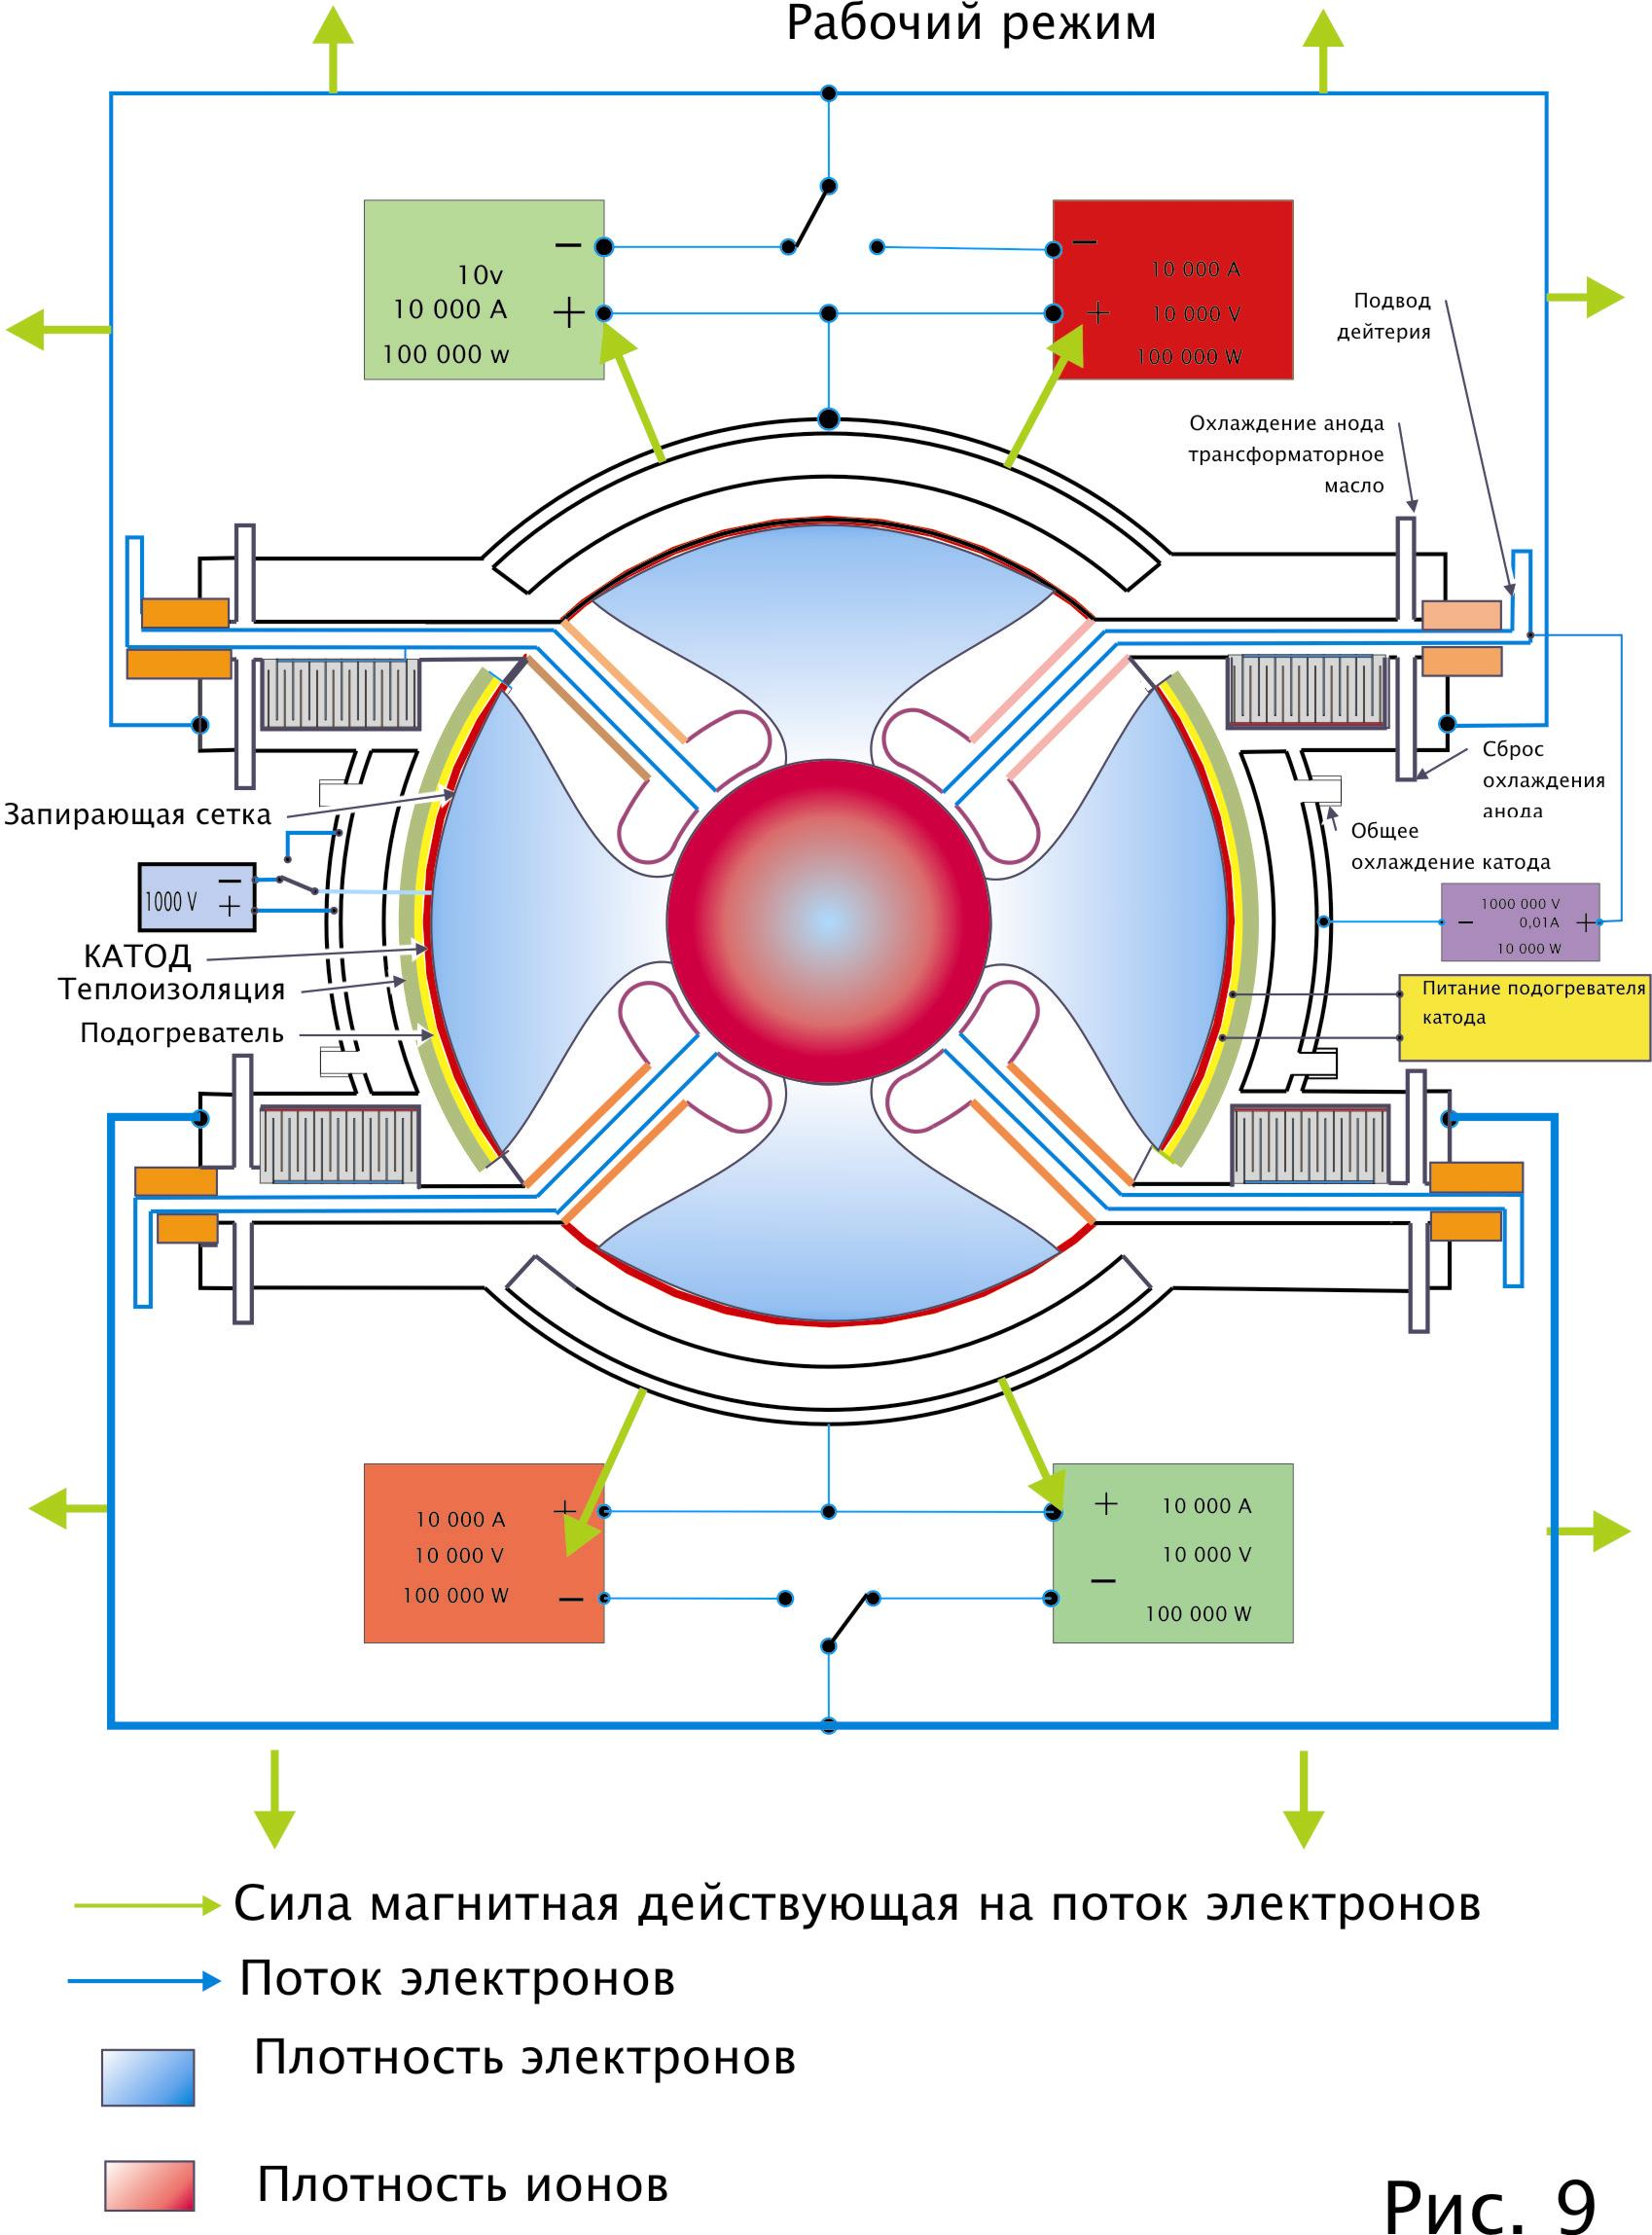 Рабочий режим
−
10v
10 000 A
+
100 000 w
−
10 000 A
+
10 000 V
100 000 W
Подвод
дейтерия
Охлаждение анода
трансформаторное
масло
Сброс
охлаждения
анода
Общее
охлаждение катода
Запирающая сетка
1000 V
−
+
КАТОД
Теплоизоляция
Подогреватель
1000 000 V
−
0,01A
+
10 000 W
Питание подогревателя
катода
+
10 000 A
10 000 V
100 000 W
−
+
10 000 A
10 000 V
−
100 000 W
Сила магнитная действующая на поток электронов
Поток электронов
Плотность электронов
Плотность ионов
Рис. 9